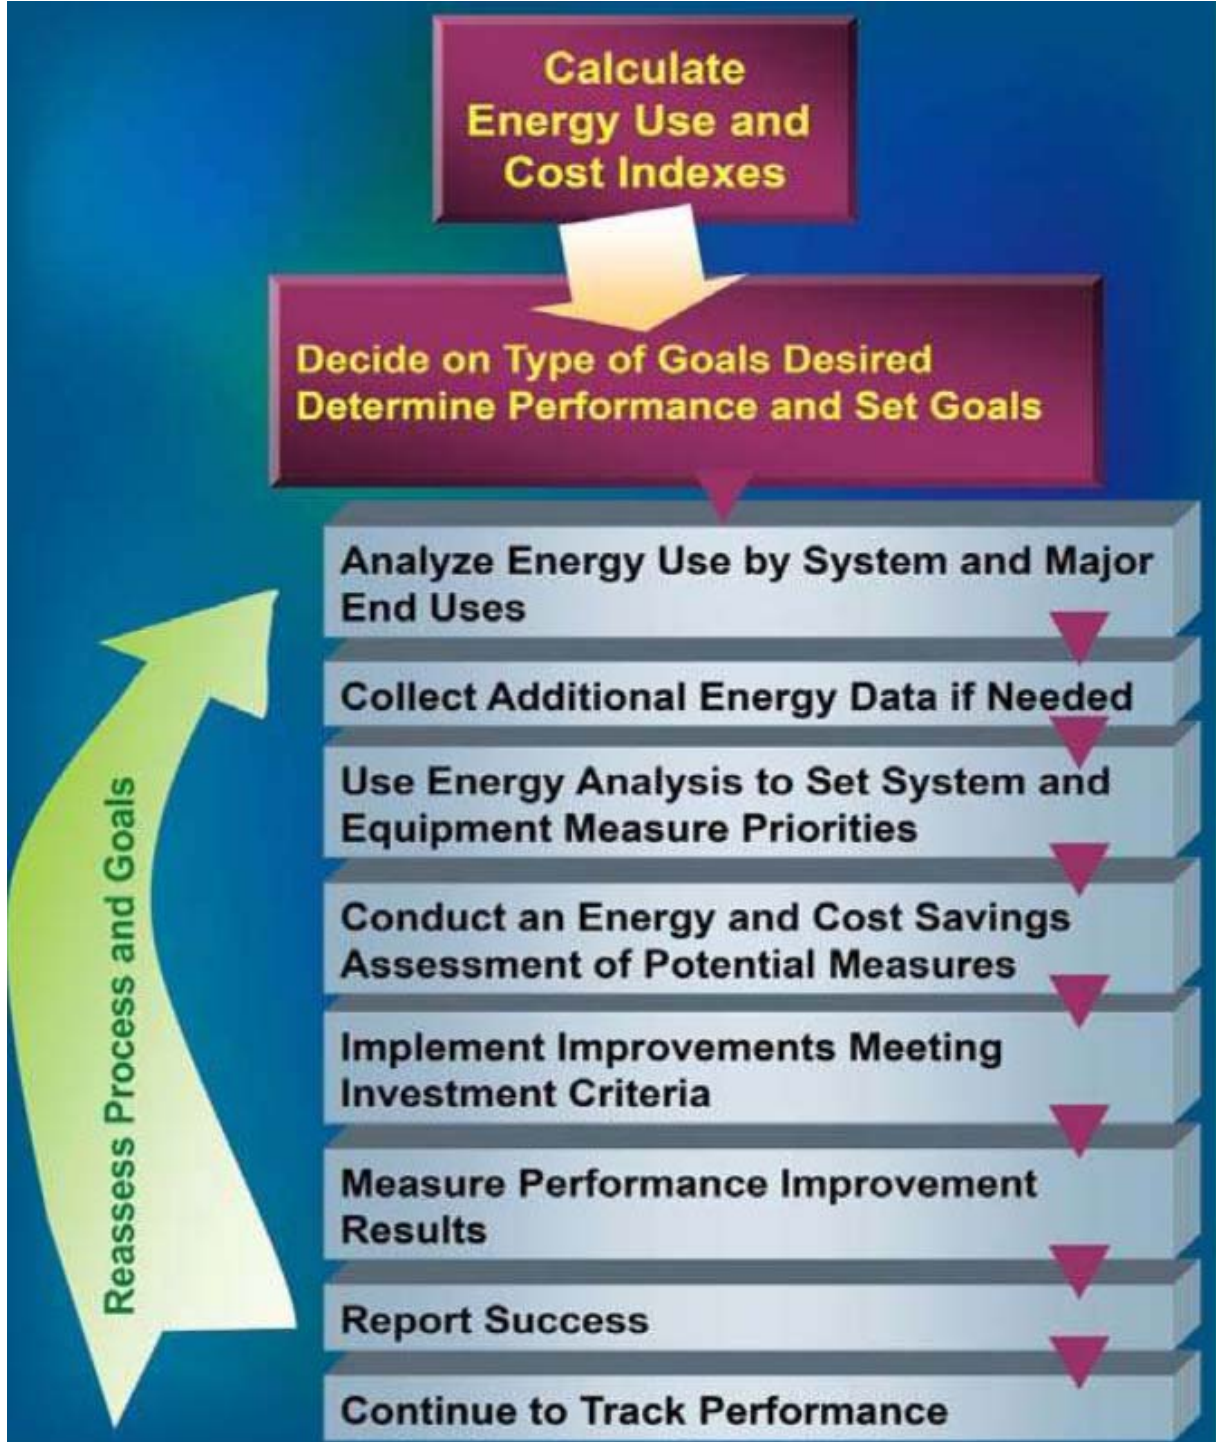 Calculate
Energy Use and
Cost Indexes
Decide on Type of Goals Desired
Determine Performance and Set Goals
Analyze Energy Use by System and Major
End Uses
Collect Additional Energy Data if Needed
Use Energy Analysis to Set System and
Equipment Measure Priorities
Conduct an Energy and Cost Savings
Assessment of Potential Measures
Implement Improvements Meeting
Investment Criteria
Measure Performance Improvement
Results
Report Success
Continue to Track Performance
Reassess Process and Goals